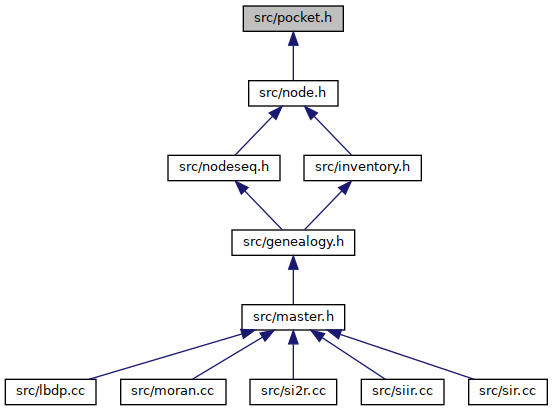 src/pocket.h
src/node.h
src/nodeseq.h
src/inventory.h
src/genealogy.h
src/master.h
src/lbdp.cc
src/moran.cc
src/si2r.cc
src/siir.cc
src/sir.cc